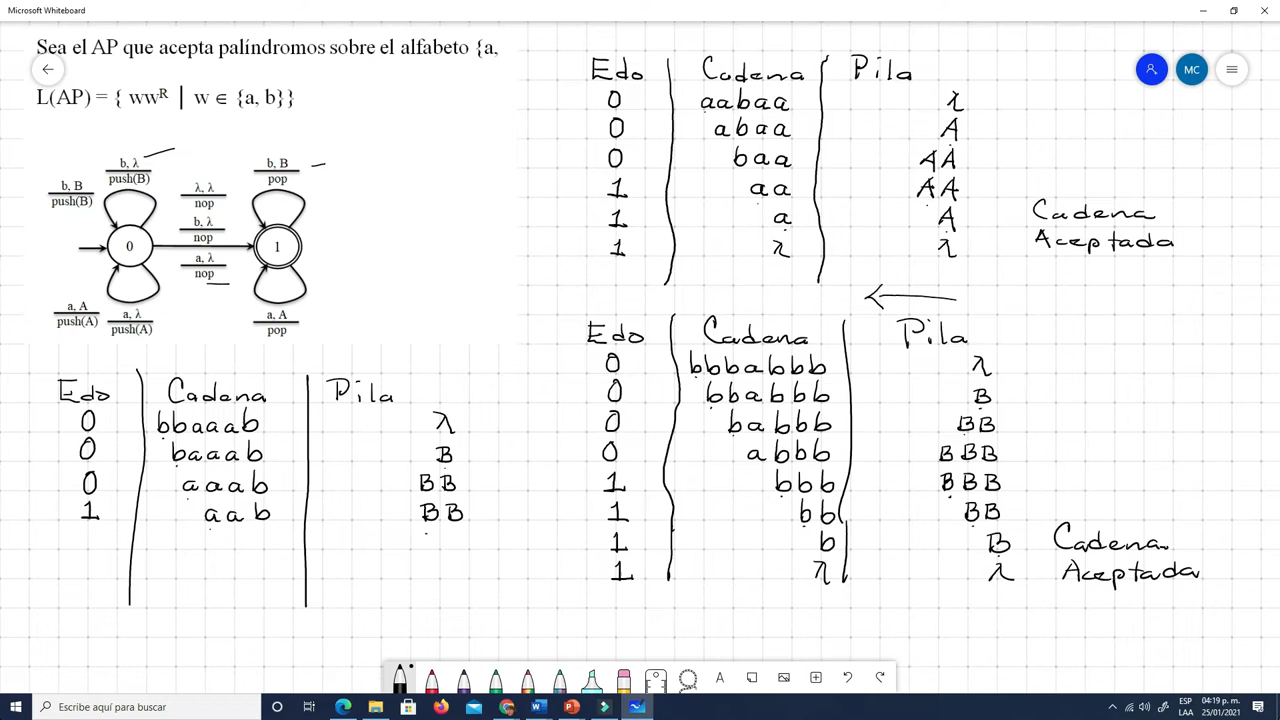 Microsoft Whiteboard
Sea el AP que acepta palíndromos sobre el alfabeto {a,
L(AP) = { wwᴿ | w ∈ {a, b}}
b, λ
push(B)
b, B
push(B)
λ, λ
nop
b, λ
nop
a, λ
nop
b, B
pop
0
1
a, A
push(A)
a, λ
push(A)
a, A
pop
Edo Cadena Pila
0 aabaa λ
0 abaa A
0 baa AA
1 aa AA
1 a A
1 λ λ
Cadena
Aceptada
Edo Cadena Pila
0 bbbabbb λ
0 bbabbb B
0 babbb BB
0 abbb BBB
1 bbb BBB
1 bb BB
1 b B
1 λ λ
Cadena
Aceptada
Edo Cadena Pila
0 bbaaab λ
0 baaab B
0 aaab BB
1 aab BB
MC
A
Escribe aquí para buscar
ESP
LAA
04:19 p. m.
25/01/2021